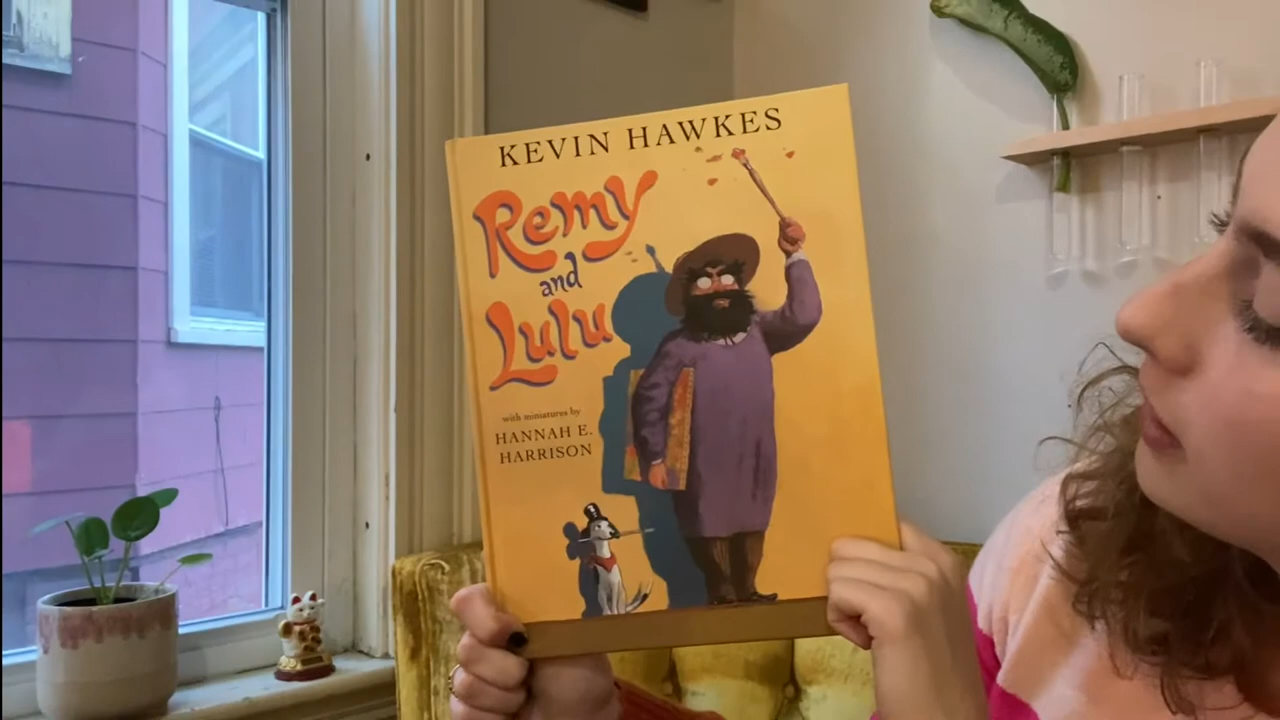 KEVIN HAWKES
Remy
and
Lulu
with miniatures by
HANNAH E.
HARRISON